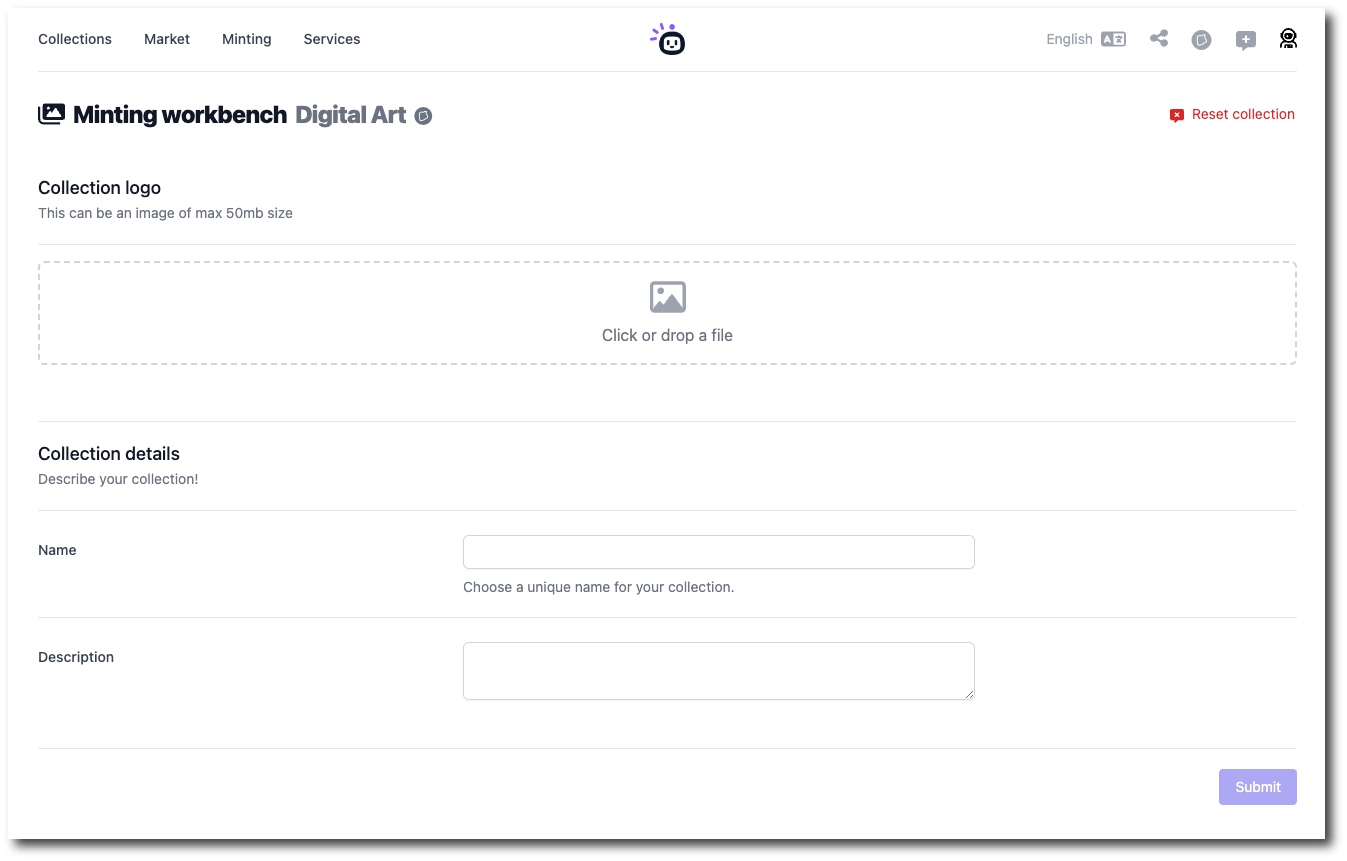 Collections Market Minting Services English
Minting workbench Digital Art
Reset collection
Collection logo
This can be an image of max 50mb size
Click or drop a file
Collection details
Describe your collection!
Name
Choose a unique name for your collection.
Description
Submit